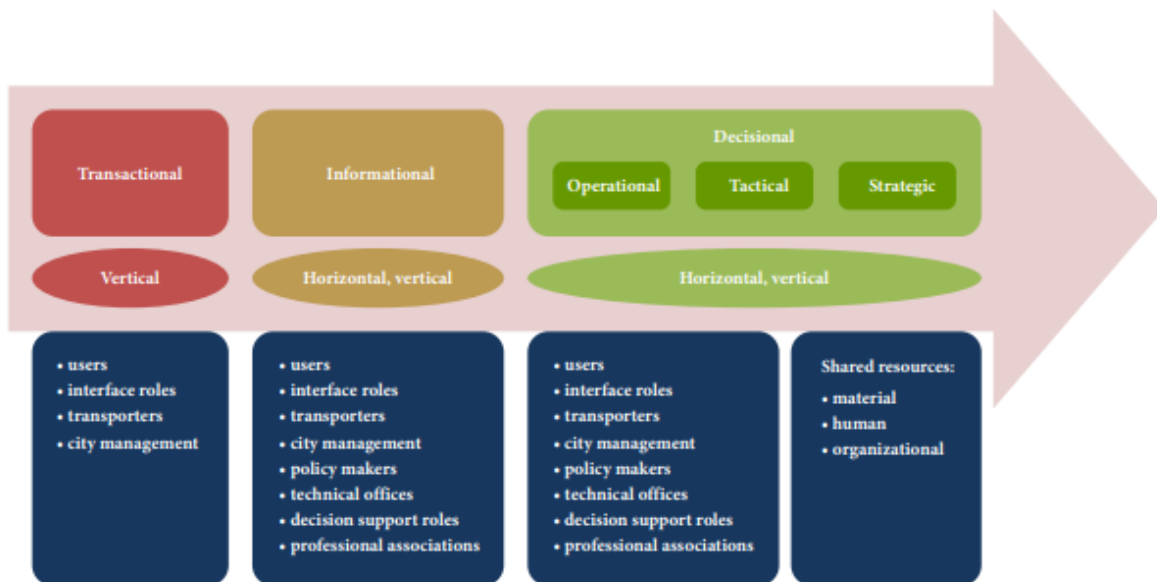 Transactional
Informational
Decisional
Operational
Tactical
Strategic
Vertical
Horizontal, vertical
Horizontal, vertical
• users
• interface roles
• transporters
• city management
• users
• interface roles
• transporters
• city management
• policy makers
• technical offices
• decision support roles
• professional associations
• users
• interface roles
• transporters
• city management
• policy makers
• technical offices
• decision support roles
• professional associations
Shared resources:
• material
• human
• organizational